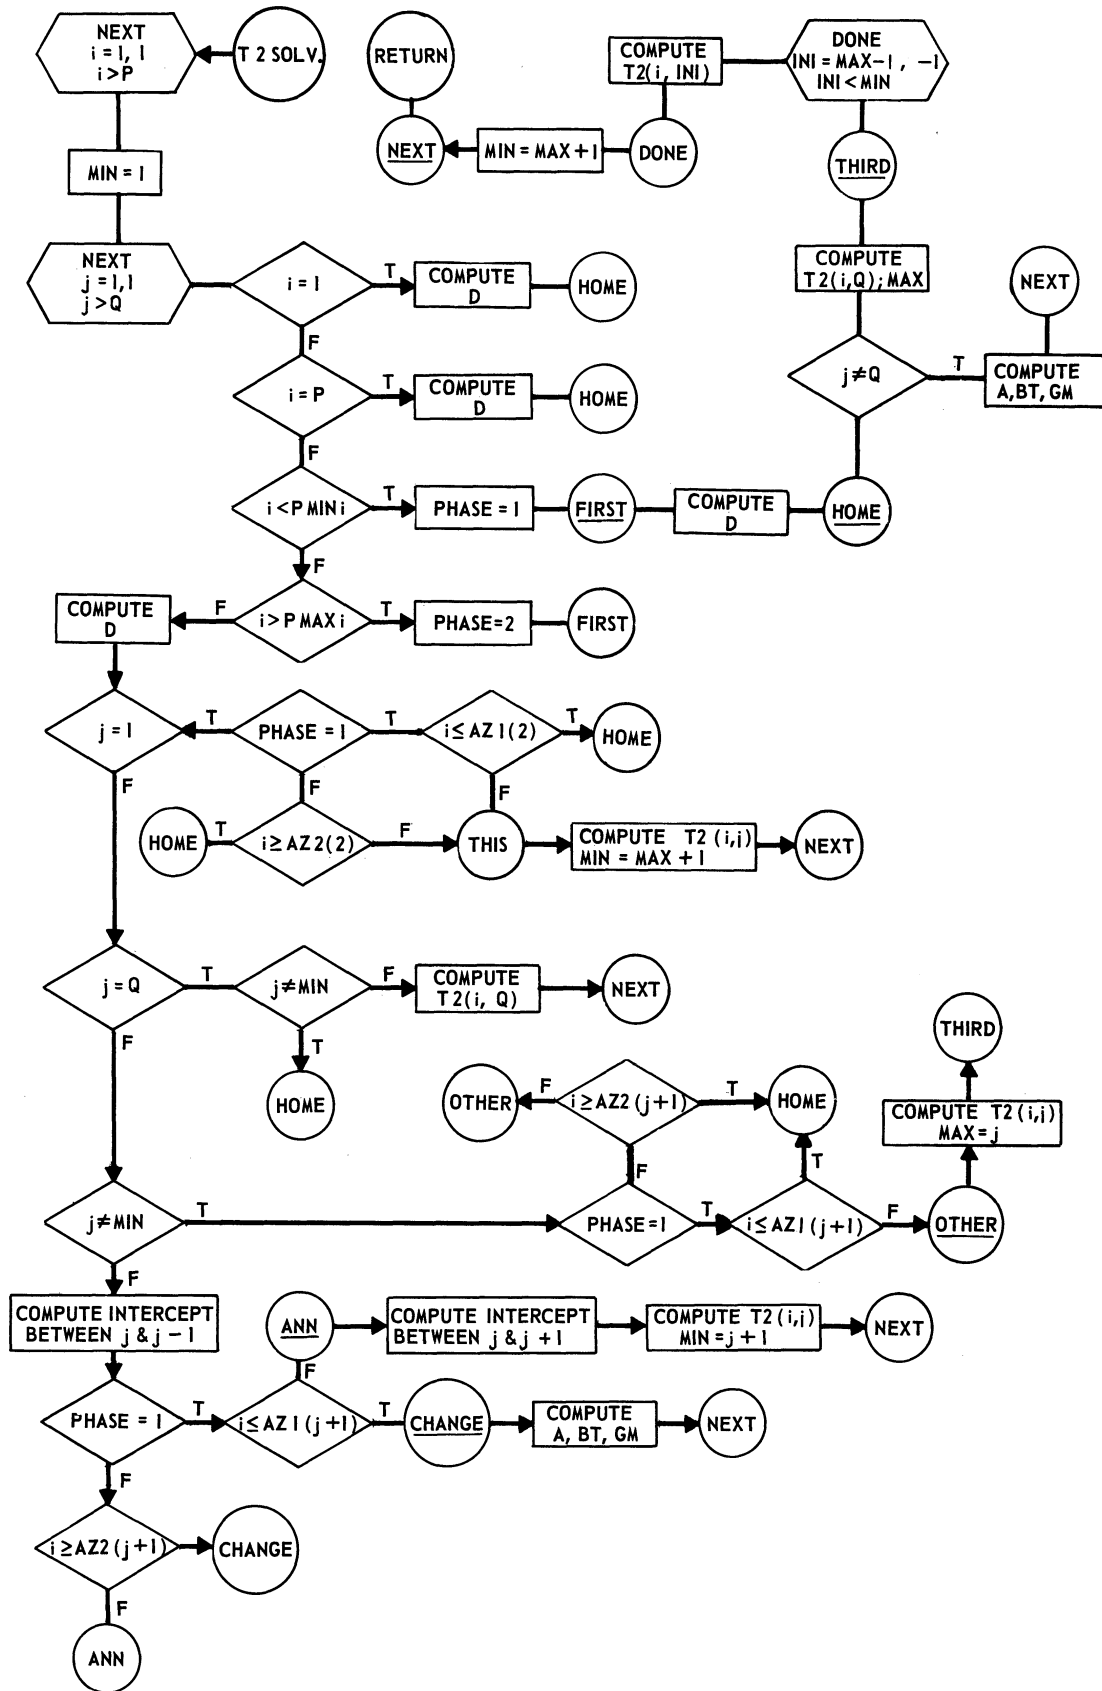 NEXT
i = 1, 1
i > P
T 2 SOLV.
RETURN
COMPUTE
T2(i, INI)
DONE
INI = MAX-1, -1
INI < MIN
MIN = 1
NEXT
MIN = MAX + 1
DONE
THIRD
NEXT
j = 1,1
j > Q
i = 1
T
COMPUTE
D
HOME
F
COMPUTE
T2(i,Q);MAX
NEXT
i = P
T
COMPUTE
D
HOME
F
j ≠ Q
T
COMPUTE
A,BT, GM
i < P MIN i
T
PHASE = 1
FIRST
COMPUTE
D
HOME
F
COMPUTE
D
F
i > P MAX i
T
PHASE=2
FIRST
j = 1
T
PHASE = 1
T
i ≤ AZ 1 (2)
T
HOME
F
F
F
HOME
T
i ≥ AZ 2 (2)
F
THIS
COMPUTE T2 (i,j)
MIN = MAX + 1
NEXT
j = Q
T
j ≠ MIN
F
COMPUTE
T2(i, Q)
NEXT
F
T
HOME
THIRD
OTHER
F
i ≥ AZ2 (j+1)
T
HOME
COMPUTE T2(i,j)
MAX = j
F
T
j ≠ MIN
T
PHASE=1
T
i ≤ AZ1 (j+1)
F
OTHER
F
COMPUTE INTERCEPT
BETWEEN j & j - 1
ANN
COMPUTE INTERCEPT
BETWEEN j & j + 1
COMPUTE T2(i,j)
MIN = j + 1
NEXT
F
PHASE = 1
T
i ≤ AZ1 (j+1)
T
CHANGE
COMPUTE
A, BT, GM
NEXT
F
i ≥ AZ2 (j+1)
CHANGE
F
ANN